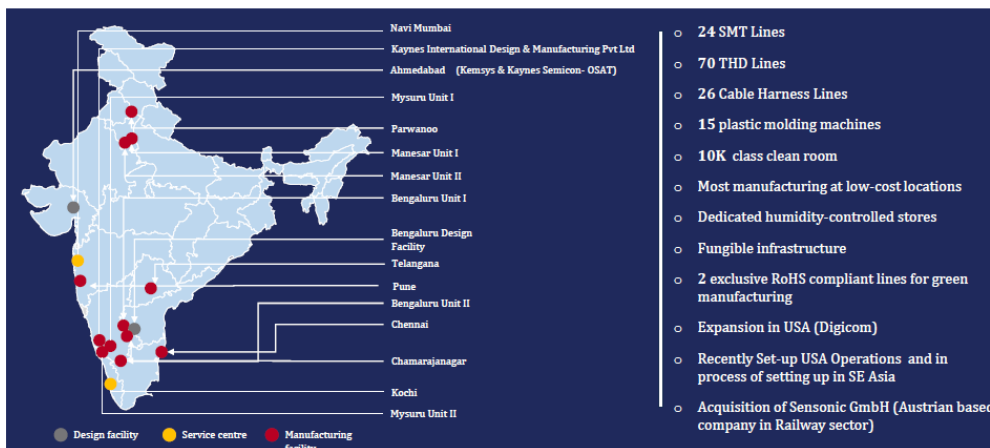 Navi Mumbai
Kaynes International Design & Manufacturing Pvt Ltd
Ahmedabad (Kemsys & Kaynes Semicon- OSAT)
Mysuru Unit I
Parwanoo
Manesar Unit I
Manesar Unit II
Bengaluru Unit I
Bengaluru Design
Facility
Telangana
Pune
Bengaluru Unit II
Chennai
Chamarajanagar
Kochi
Mysuru Unit II
Design facility
Service centre
Manufacturing
facility
24 SMT Lines
70 THD Lines
26 Cable Harness Lines
15 plastic molding machines
10K class clean room
Most manufacturing at low-cost locations
Dedicated humidity-controlled stores
Fungible infrastructure
2 exclusive RoHS compliant lines for green
manufacturing
Expansion in USA (Digicom)
Recently Set-up USA Operations and in
process of setting up in SE Asia
Acquisition of Sensonic GmbH (Austrian based
company in Railway sector)